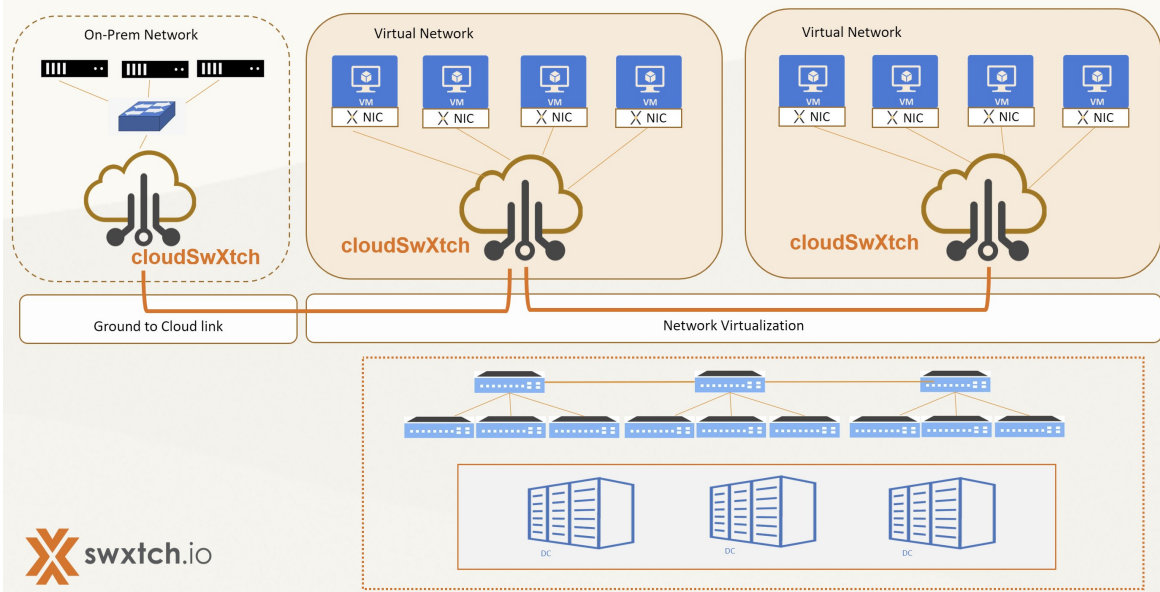 On-Prem Network
cloudSwXtch
Virtual Network
VM VM VM VM
X NIC X NIC X NIC X NIC
cloudSwXtch
Virtual Network
VM VM VM VM
X NIC X NIC X NIC X NIC
cloudSwXtch
Ground to Cloud link
Network Virtualization
DC DC DC
swxtch.io